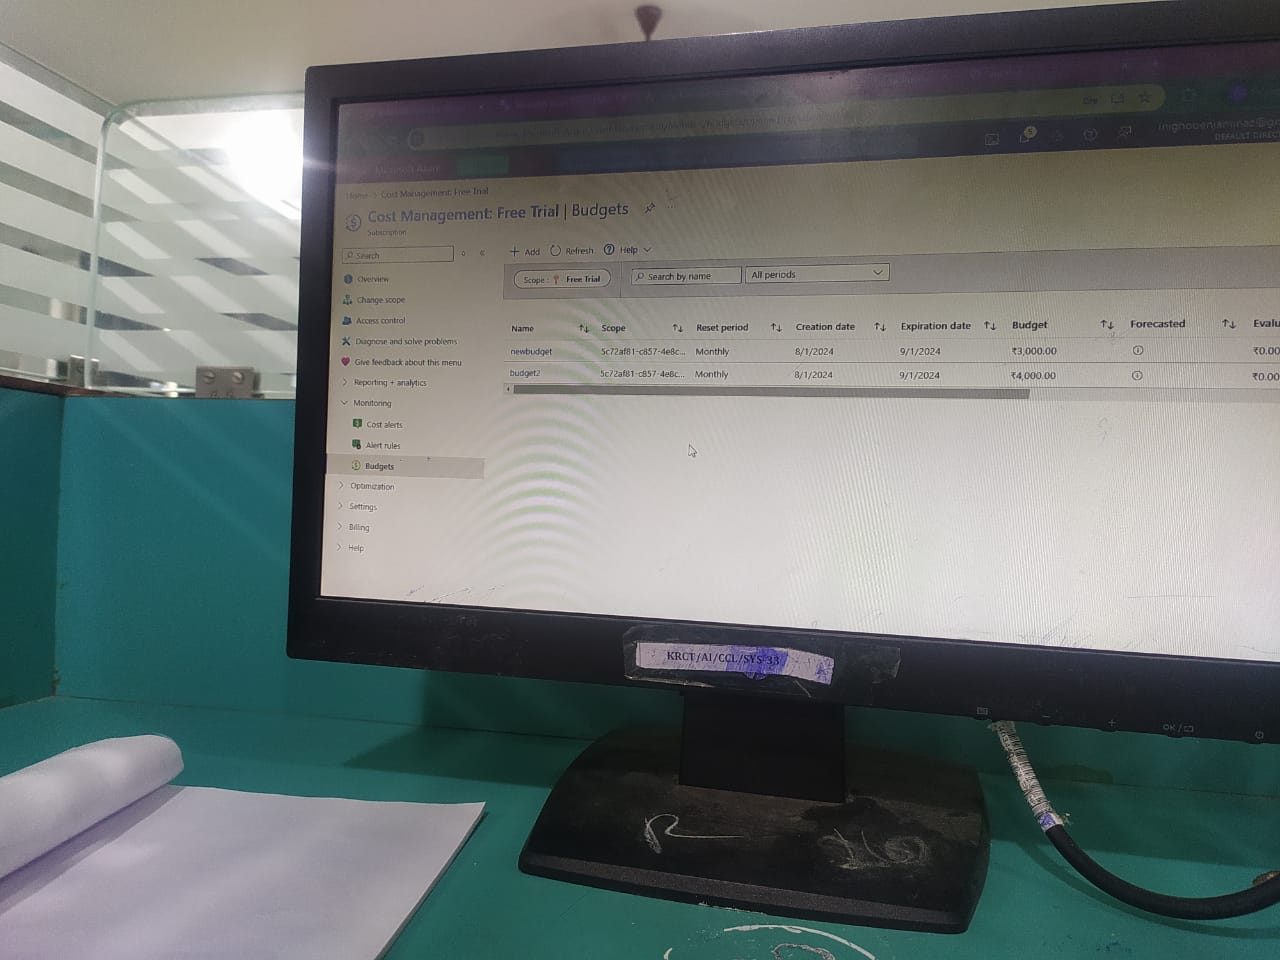 Microsoft Azure
DEFAULT DIREC
Home > Cost Management: Free Trial
Cost Management: Free Trial | Budgets
Subscription
Search
Add Refresh Help
Overview
Change scope
Access control
Diagnose and solve problems
Give feedback about this menu
Reporting + analytics
Monitoring
Cost alerts
Alert rules
Budgets
Optimization
Settings
Billing
Help
Scope : Free Trial Search by name All periods
Name Scope Reset period Creation date Expiration date Budget Forecasted Evalu
newbudget 5c72af81-c857-4e8c... Monthly 8/1/2024 9/1/2024 ₹3,000.00 ₹0.00
budget2 5c72af81-c857-4e8c... Monthly 8/1/2024 9/1/2024 ₹4,000.00 ₹0.00
KRCT/AI/CCL/SYS-33
OK/